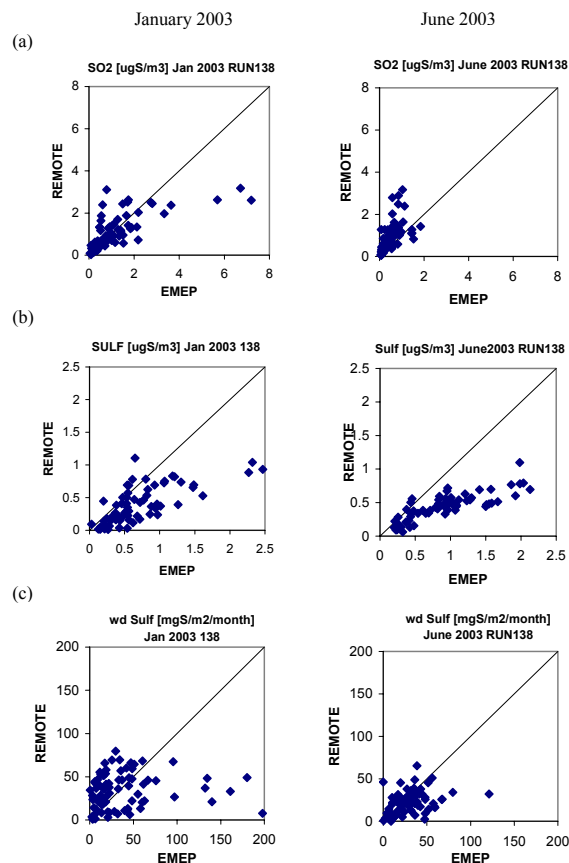 January 2003
June 2003
(a)
SO2 [ugS/m3] Jan 2003 RUN138
8
6
4
2
0
REMOTE
0 2 4 6 8
EMEP
SO2 [ugS/m3] June 2003 RUN138
8
7
6
5
4
3
2
1
0
REMOTE
0 2 4 6 8
EMEP
(b)
SULF [ugS/m3] Jan 2003 138
2.5
2
1.5
1
0.5
0
REMOTE
0 0.5 1 1.5 2 2.5
EMEP
Sulf [ugS/m3] June2003 RUN138
2.5
2
1.5
1
0.5
0
REMOTE
0 0.5 1 1.5 2 2.5
EMEP
(c)
wd Sulf [mgS/m2/month]
Jan 2003 138
200
150
100
50
0
REMOTE
0 50 100 150 200
EMEP
wd Sulf [mgS/m2/month]
June 2003 RUN138
200
150
100
50
0
REMOTE
0 50 100 150 200
EMEP